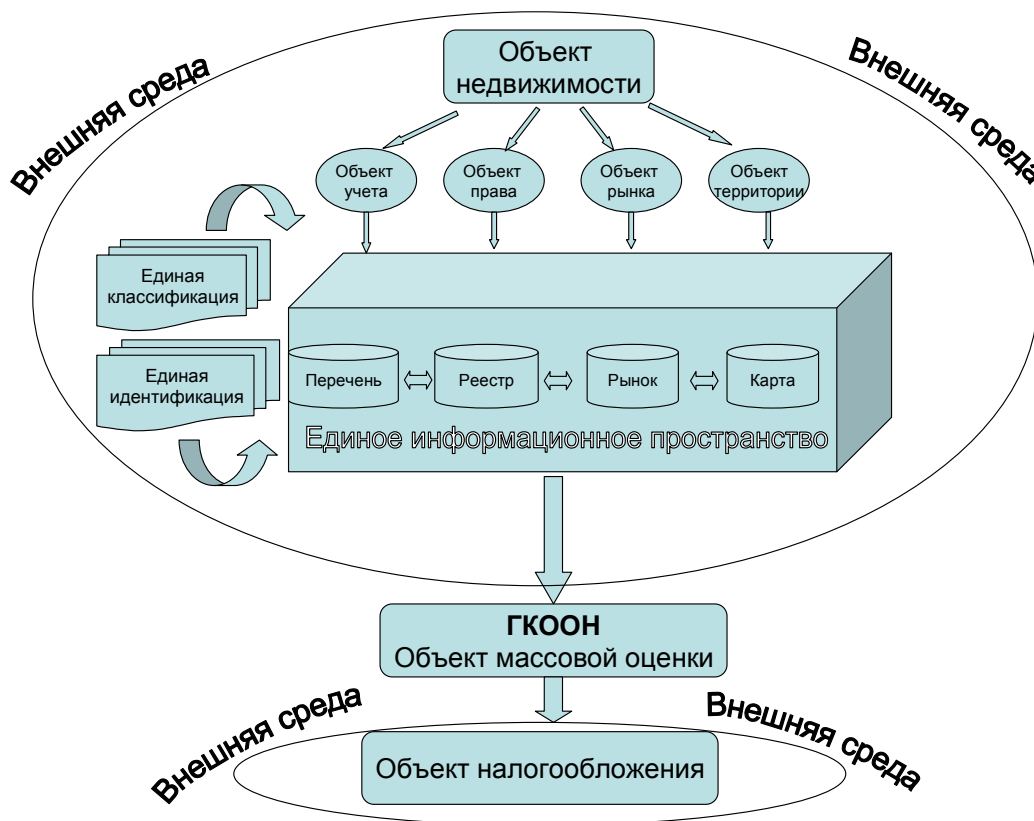 Внешняя среда
Внешняя среда
Объект
недвижимости
Объект
учета
Объект
права
Объект
рынка
Объект
территории
Единая
классификация
Единая
идентификация
Перечень
Реестр
Рынок
Карта
Единое информационное пространство
ГКООН
Объект массовой оценки
Внешняя среда
Внешняя среда
Объект налогообложения